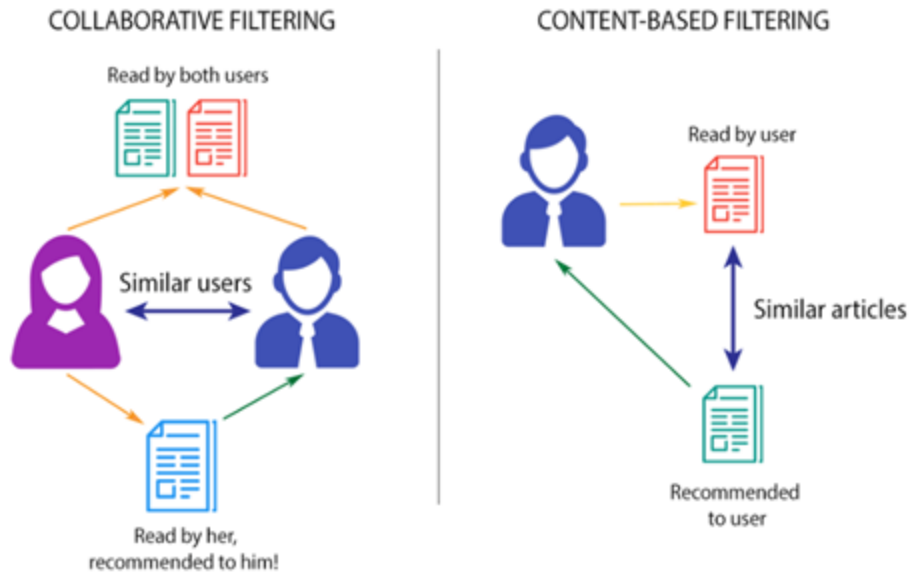 COLLABORATIVE FILTERING
Read by both users
Similar users
Read by her,
recommended to him!
CONTENT-BASED FILTERING
Read by user
Similar articles
Recommended
to user